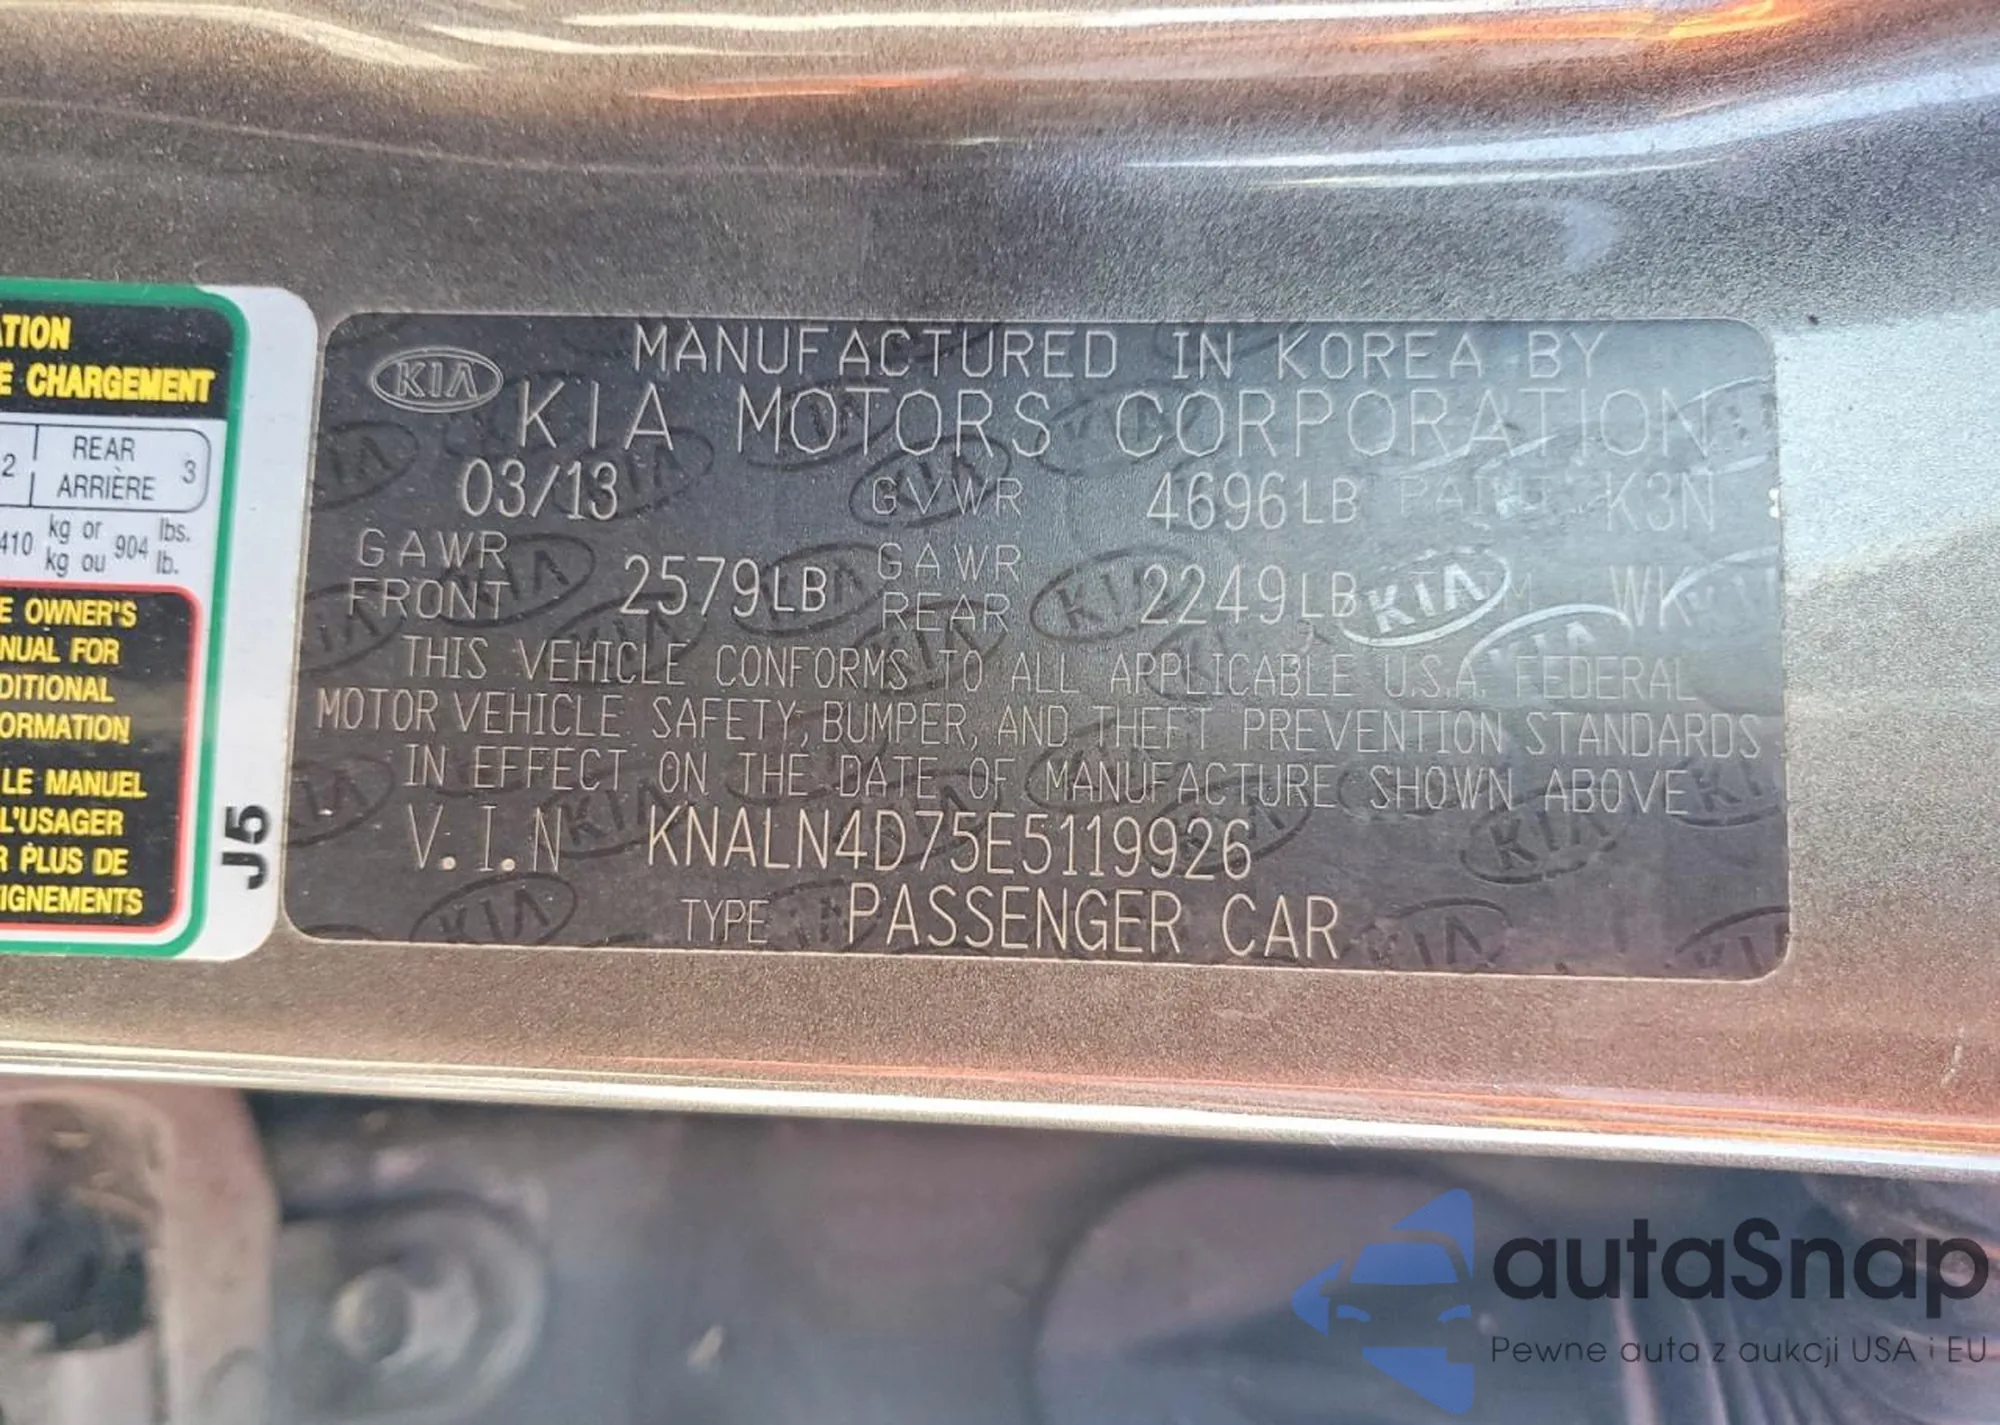 ATION
E CHARGEMENT
2 REAR ARRIÈRE 3
410 kg or kg ou 904 lbs. lb.
E OWNER'S
NUAL FOR
DITIONAL
ORMATION
LE MANUEL
L'USAGER
R PLUS DE
IGNEMENTS
J5
KIA
MANUFACTURED IN KOREA BY
KIA MOTORS CORPORATION
03/13 GVWR 4696LB PAINT K3N
GAWR FRONT 2579LB GAWR REAR 2249LB TRIM WK
THIS VEHICLE CONFORMS TO ALL APPLICABLE U.S.A. FEDERAL
MOTOR VEHICLE SAFETY, BUMPER, AND THEFT PREVENTION STANDARDS
IN EFFECT ON THE DATE OF MANUFACTURE SHOWN ABOVE
V.I.N KNALN4D75E5119926
TYPE PASSENGER CAR
autaSnap
Pewne auta z aukcji USA i EU